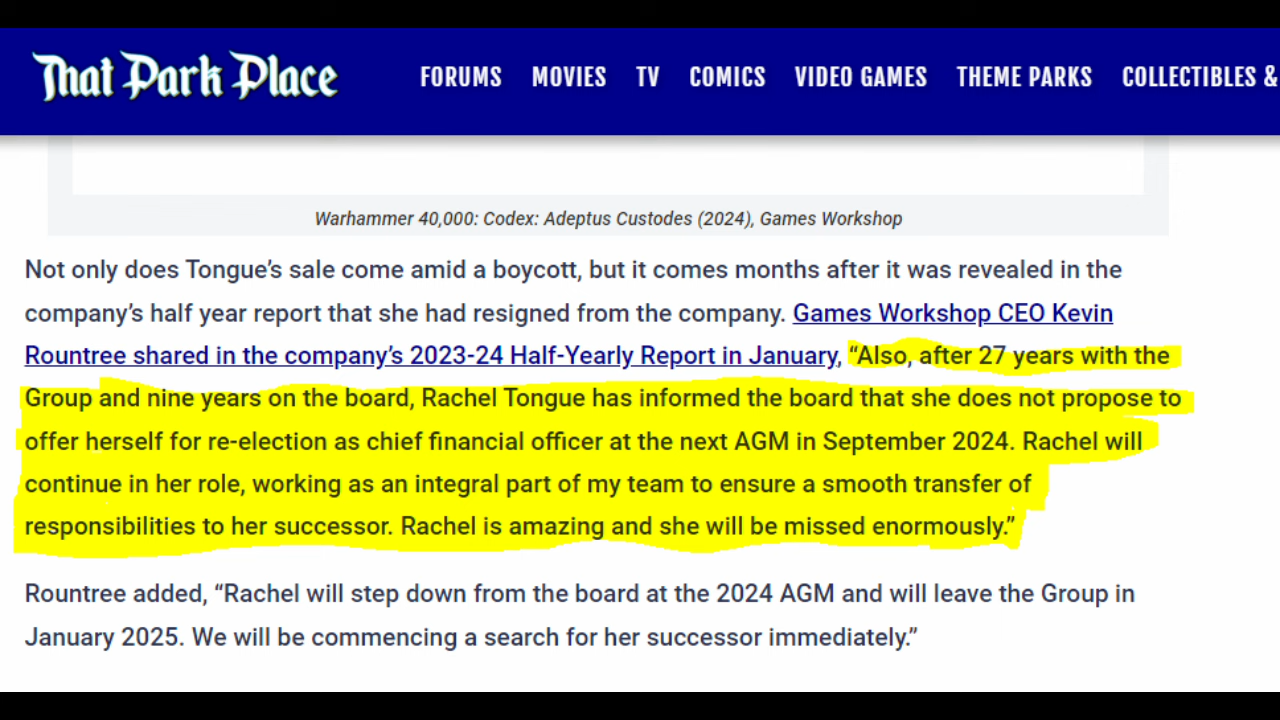 That Park Place
FORUMS MOVIES TV COMICS VIDEO GAMES THEME PARKS COLLECTIBLES &
Warhammer 40,000: Codex: Adeptus Custodes (2024), Games Workshop
Not only does Tongue’s sale come amid a boycott, but it comes months after it was revealed in the
company’s half year report that she had resigned from the company. Games Workshop CEO Kevin
Rountree shared in the company’s 2023-24 Half-Yearly Report in January, “Also, after 27 years with the
Group and nine years on the board, Rachel Tongue has informed the board that she does not propose to
offer herself for re-election as chief financial officer at the next AGM in September 2024. Rachel will
continue in her role, working as an integral part of my team to ensure a smooth transfer of
responsibilities to her successor. Rachel is amazing and she will be missed enormously.”
Rountree added, “Rachel will step down from the board at the 2024 AGM and will leave the Group in
January 2025. We will be commencing a search for her successor immediately.”